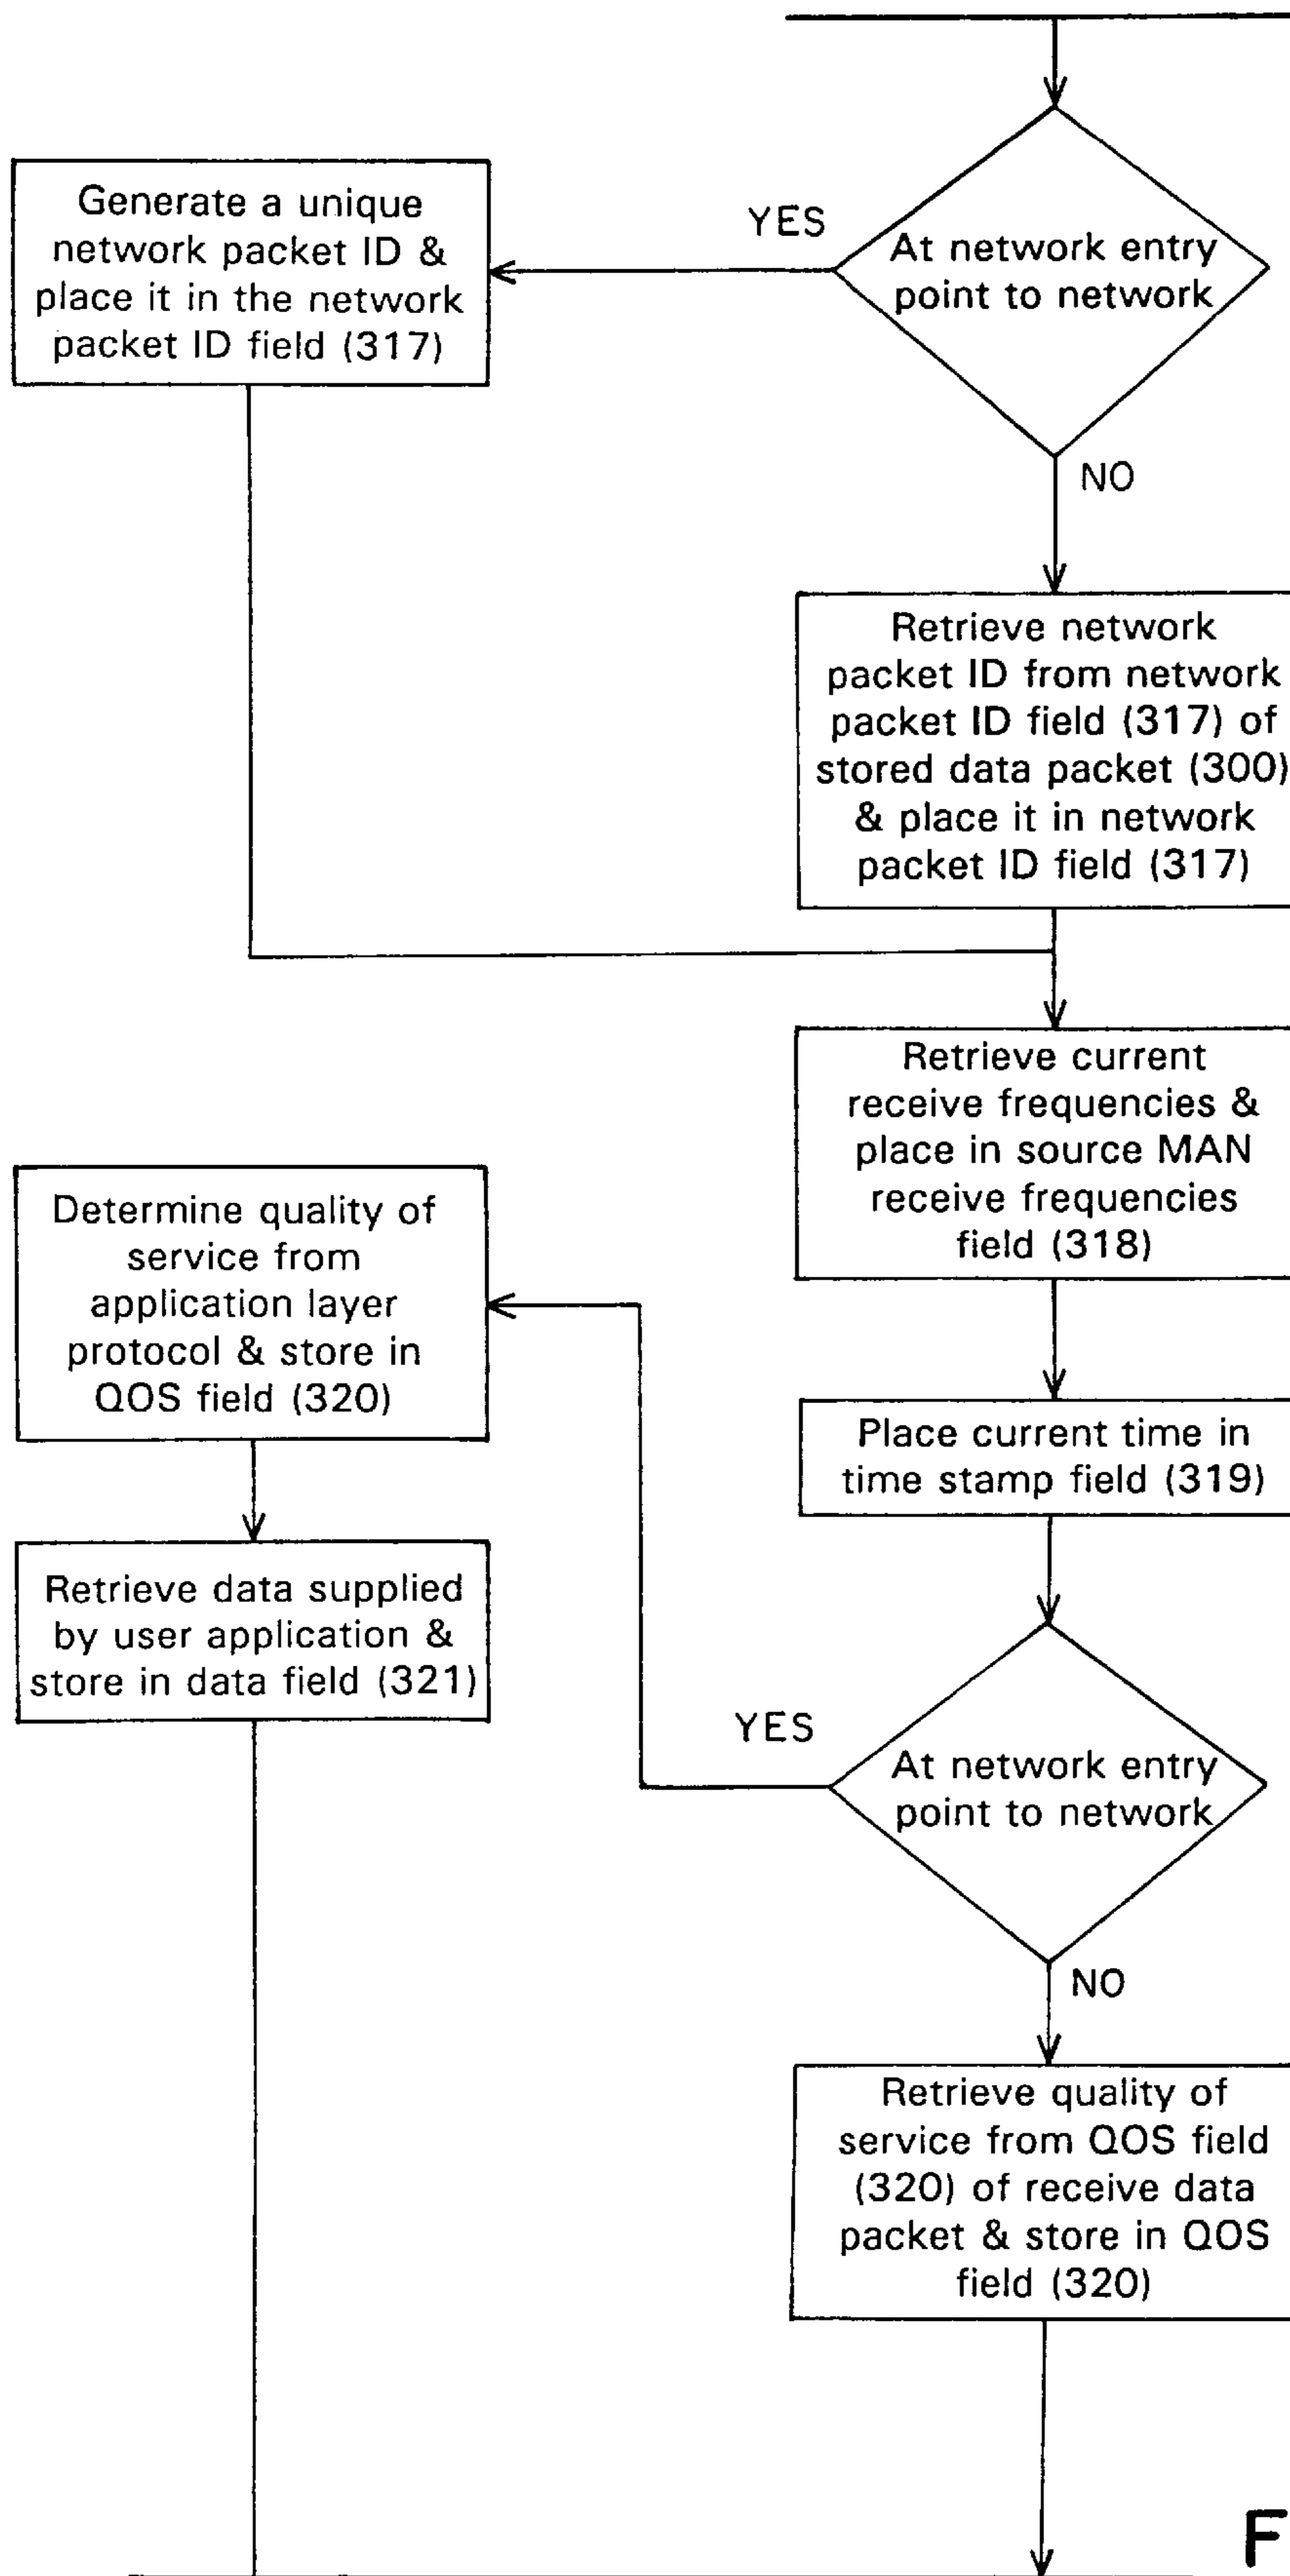 At network entry
point to network
YES
NO
Generate a unique
network packet ID &
place it in the network
packet ID field (317)
Retrieve network
packet ID from network
packet ID field (317) of
stored data packet (300)
& place it in network
packet ID field (317)
Retrieve current
receive frequencies &
place in source MAN
receive frequencies
field (318)
Place current time in
time stamp field (319)
At network entry
point to network
YES
NO
Determine quality of
service from
application layer
protocol & store in
QOS field (320)
Retrieve data supplied
by user application &
store in data field (321)
Retrieve quality of
service from QOS field
(320) of receive data
packet & store in QOS
field (320)
F